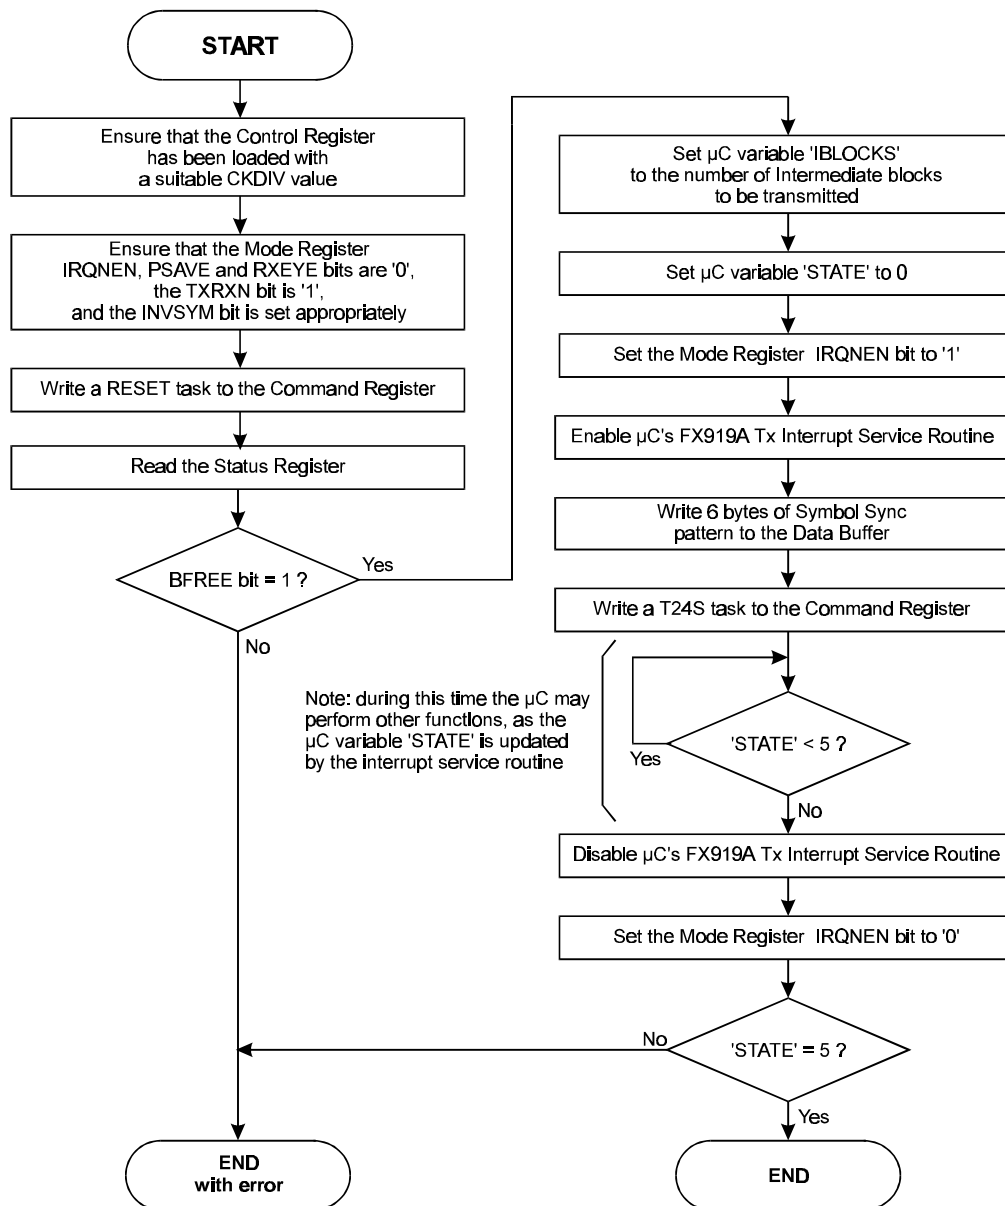 START
Ensure that the Control Register
has been loaded with
a suitable CKDIV value
Ensure that the Mode Register
IRQNEN, PSAVE and RXEYE bits are '0',
the TXRXN bit is '1',
and the INVSYM bit is set appropriately
Write a RESET task to the Command Register
Read the Status Register
BFREE bit = 1 ?
Yes
No
Set µC variable 'IBLOCKS'
to the number of Intermediate blocks
to be transmitted
Set µC variable 'STATE' to 0
Set the Mode Register IRQNEN bit to '1'
Enable µC's FX919A Tx Interrupt Service Routine
Write 6 bytes of Symbol Sync
pattern to the Data Buffer
Write a T24S task to the Command Register
Note: during this time the µC may
perform other functions, as the
µC variable 'STATE' is updated
by the interrupt service routine
'STATE' < 5 ?
Yes
No
Disable µC's FX919A Tx Interrupt Service Routine
Set the Mode Register IRQNEN bit to '0'
'STATE' = 5 ?
No
Yes
END
with error
END